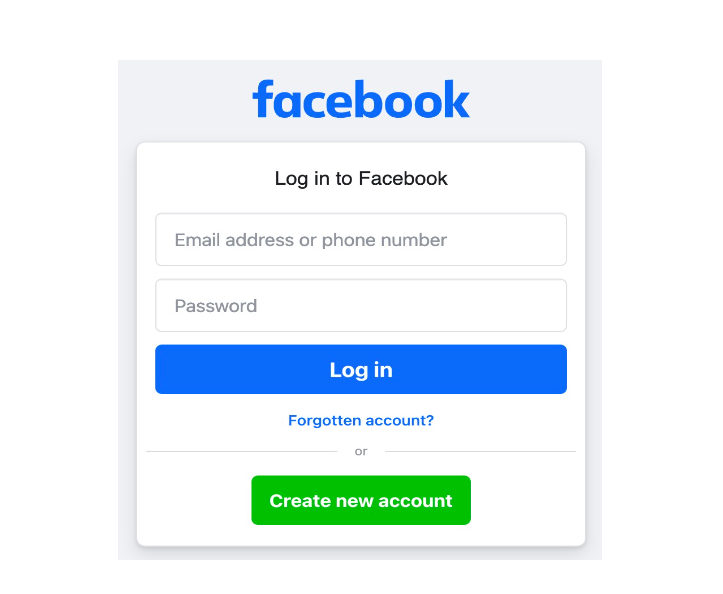 facebook
Log in to Facebook
Email address or phone number
Password
Log in
Forgotten account?
or
Create new account